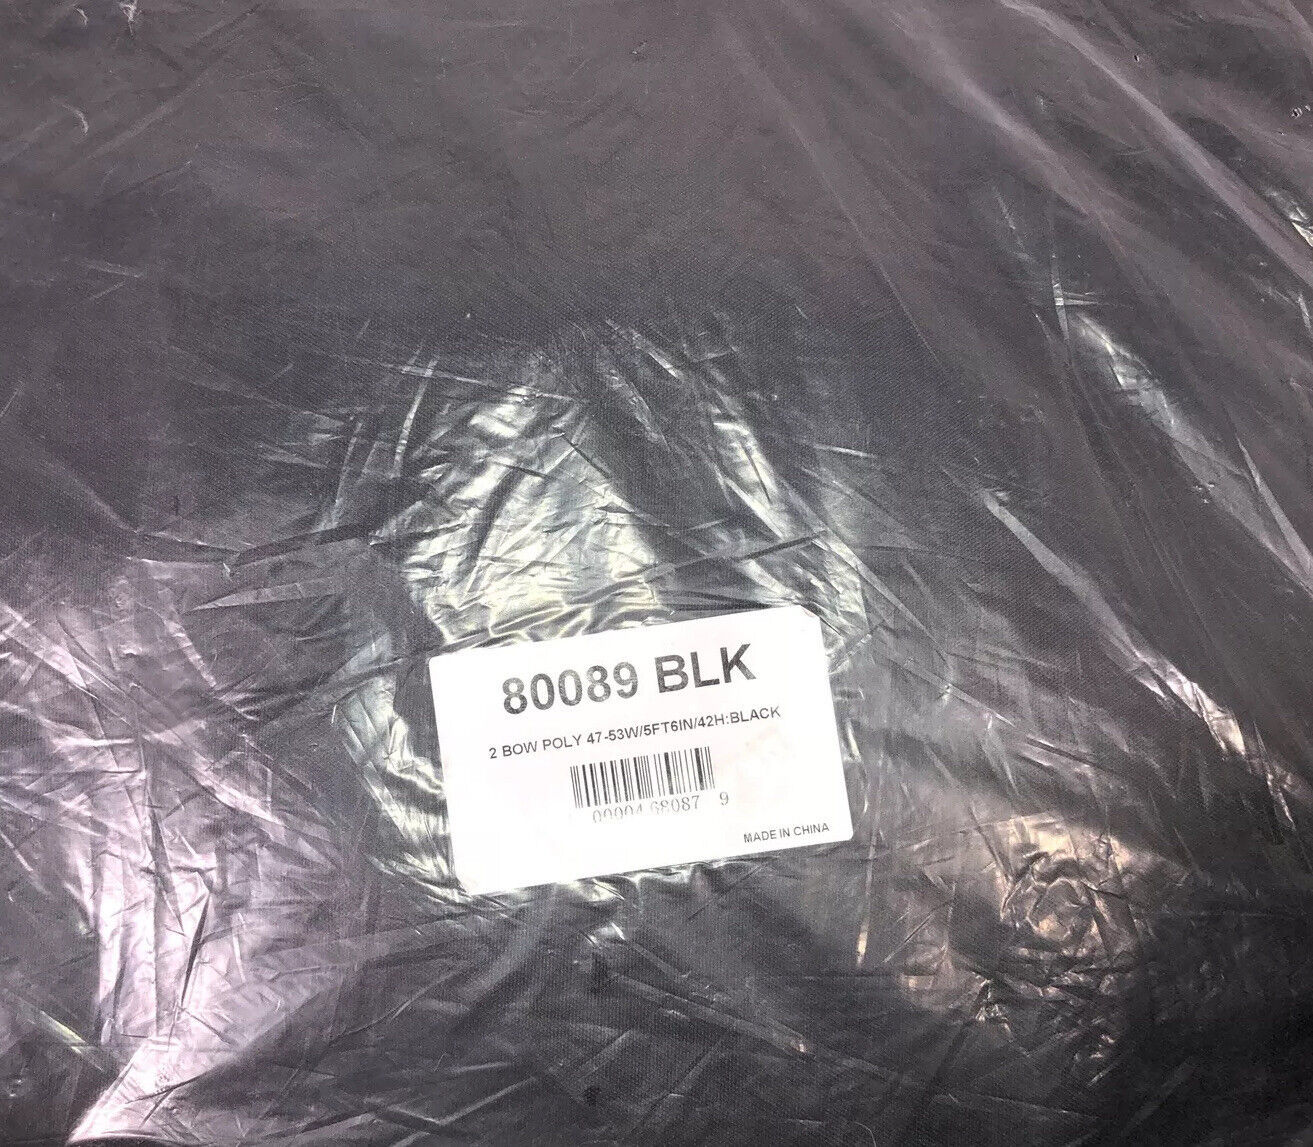 80089 BLK
2 BOW POLY 47-53W/5FT6IN/42H:BLACK
00004 68087 9
MADE IN CHINA